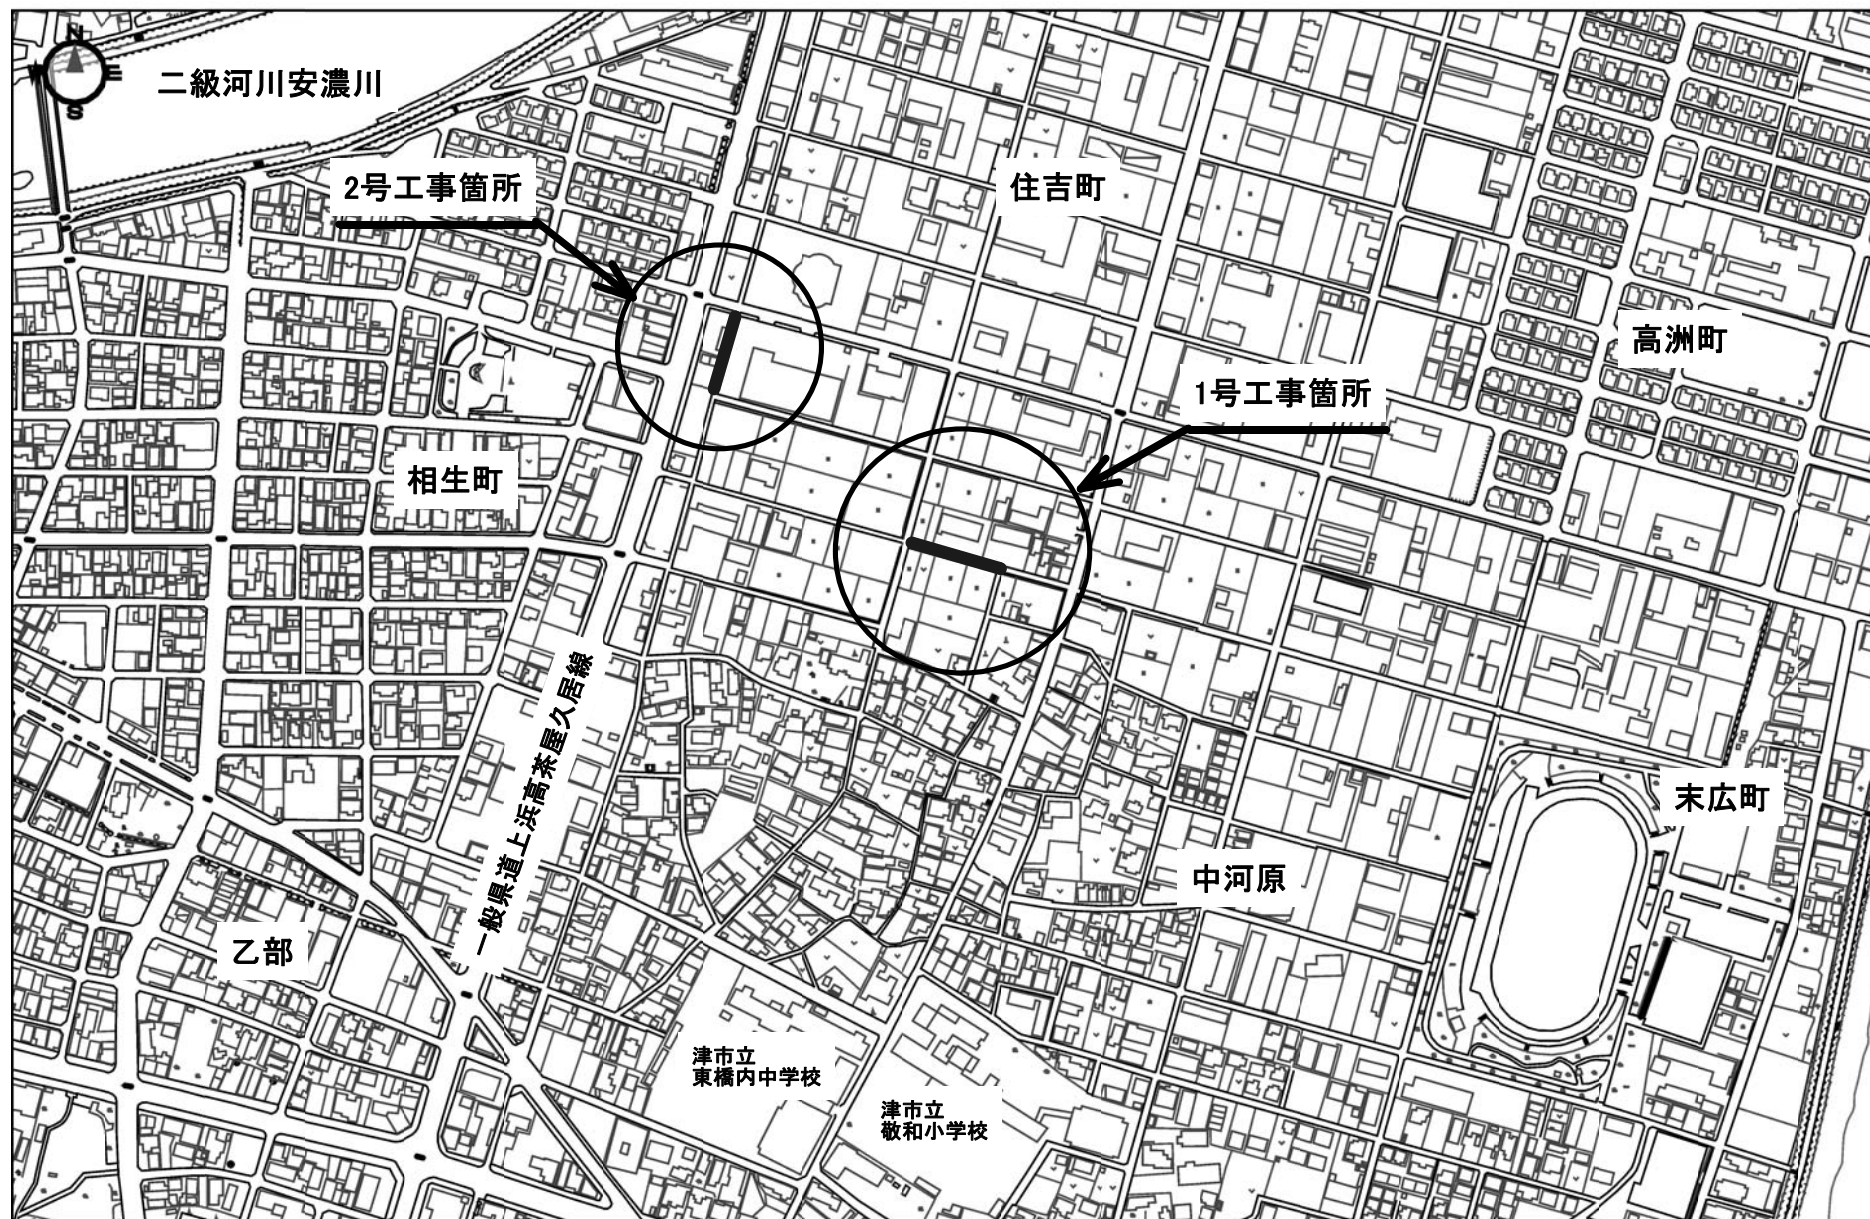 N
W
E
S
二級河川安濃川
2号工事箇所
住吉町
高洲町
1号工事箇所
相生町
一般県道上浜高茶屋久居線
末広町
中河原
乙部
津市立
東橋内中学校
津市立
敬和小学校